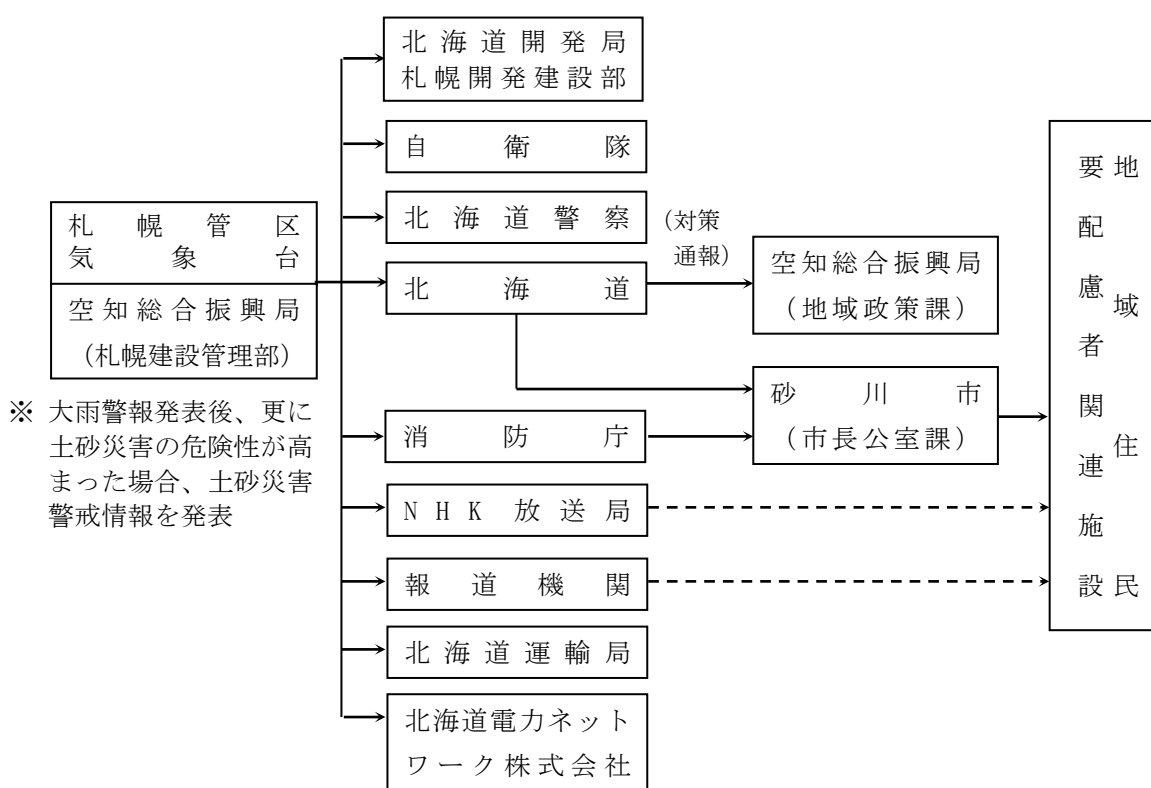 札幌管区
気象台
空知総合振興局
（札幌建設管理部）
※ 大雨警報発表後、更に
土砂災害の危険性が高
まった場合、土砂災害
警戒情報を発表
北海道開発局
札幌開発建設部
自衛隊
北海道警察
北海道
消防庁
NHK放送局
報道機関
北海道運輸局
北海道電力ネット
ワーク株式会社
（対策
通報）
空知総合振興局
（地域政策課）
砂川市
（市長公室課）
地域住民
要配慮者関連施設